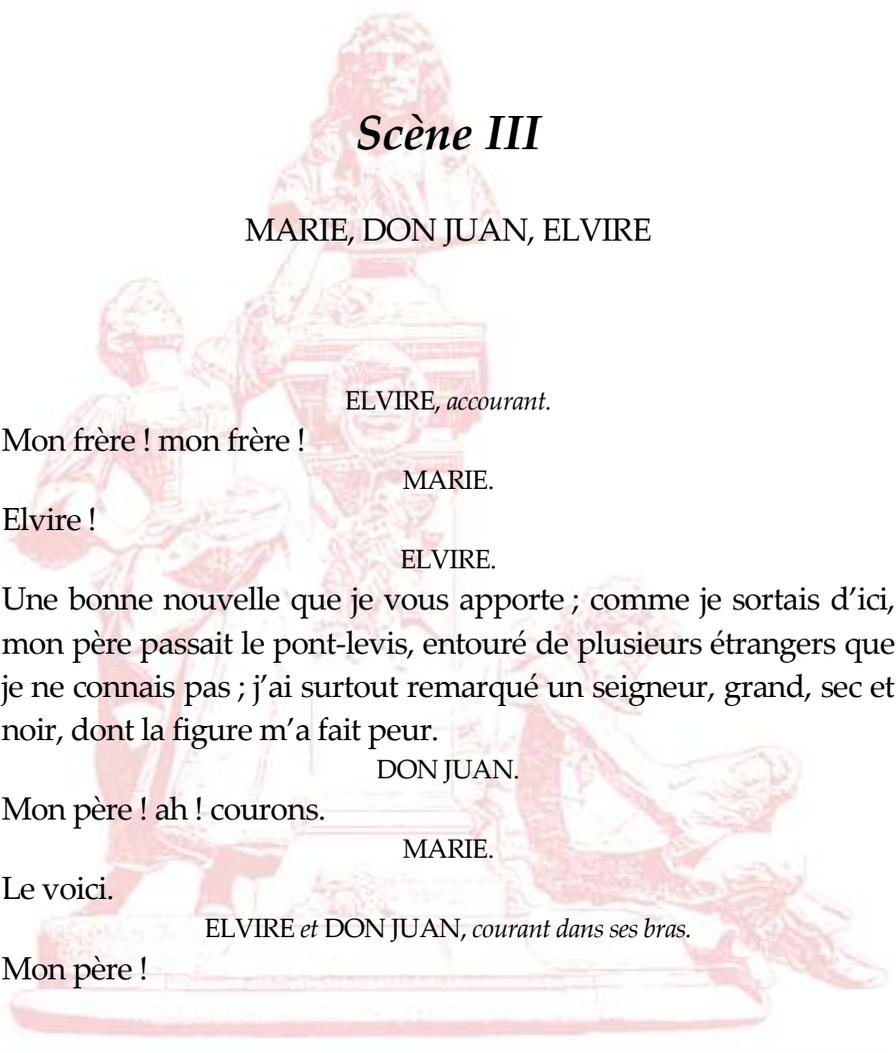 Scène III
MARIE, DON JUAN, ELVIRE
ELVIRE, accourant.
Mon frère ! mon frère !
MARIE.
Elvire !
ELVIRE.
Une bonne nouvelle que je vous apporte ; comme je sortais d’ici,
mon père passait le pont-levis, entouré de plusieurs étrangers que
je ne connais pas ; j’ai surtout remarqué un seigneur, grand, sec et
noir, dont la figure m’a fait peur.
DON JUAN.
Mon père ! ah ! courons.
MARIE.
Le voici.
ELVIRE et DON JUAN, courant dans ses bras.
Mon père !